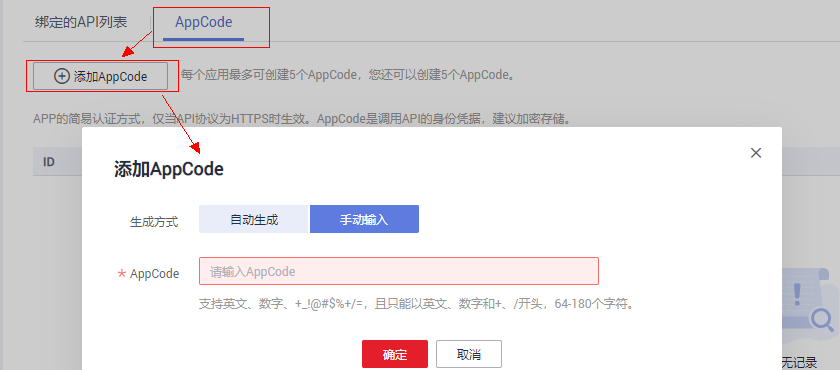 绑定的API列表 AppCode
添加AppCode 每个应用最多可创建5个AppCode，您还可以创建5个AppCode。
APP的简易认证方式，仅当API协议为HTTPS时生效。AppCode是调用API的身份凭据，建议加密存储。
ID
添加AppCode
生成方式 自动生成 手动输入
* AppCode 请输入AppCode
支持英文、数字、+_!@#$%+/=，且只能以英文、数字和+、/开头，64-180个字符。
确定 取消
无记录